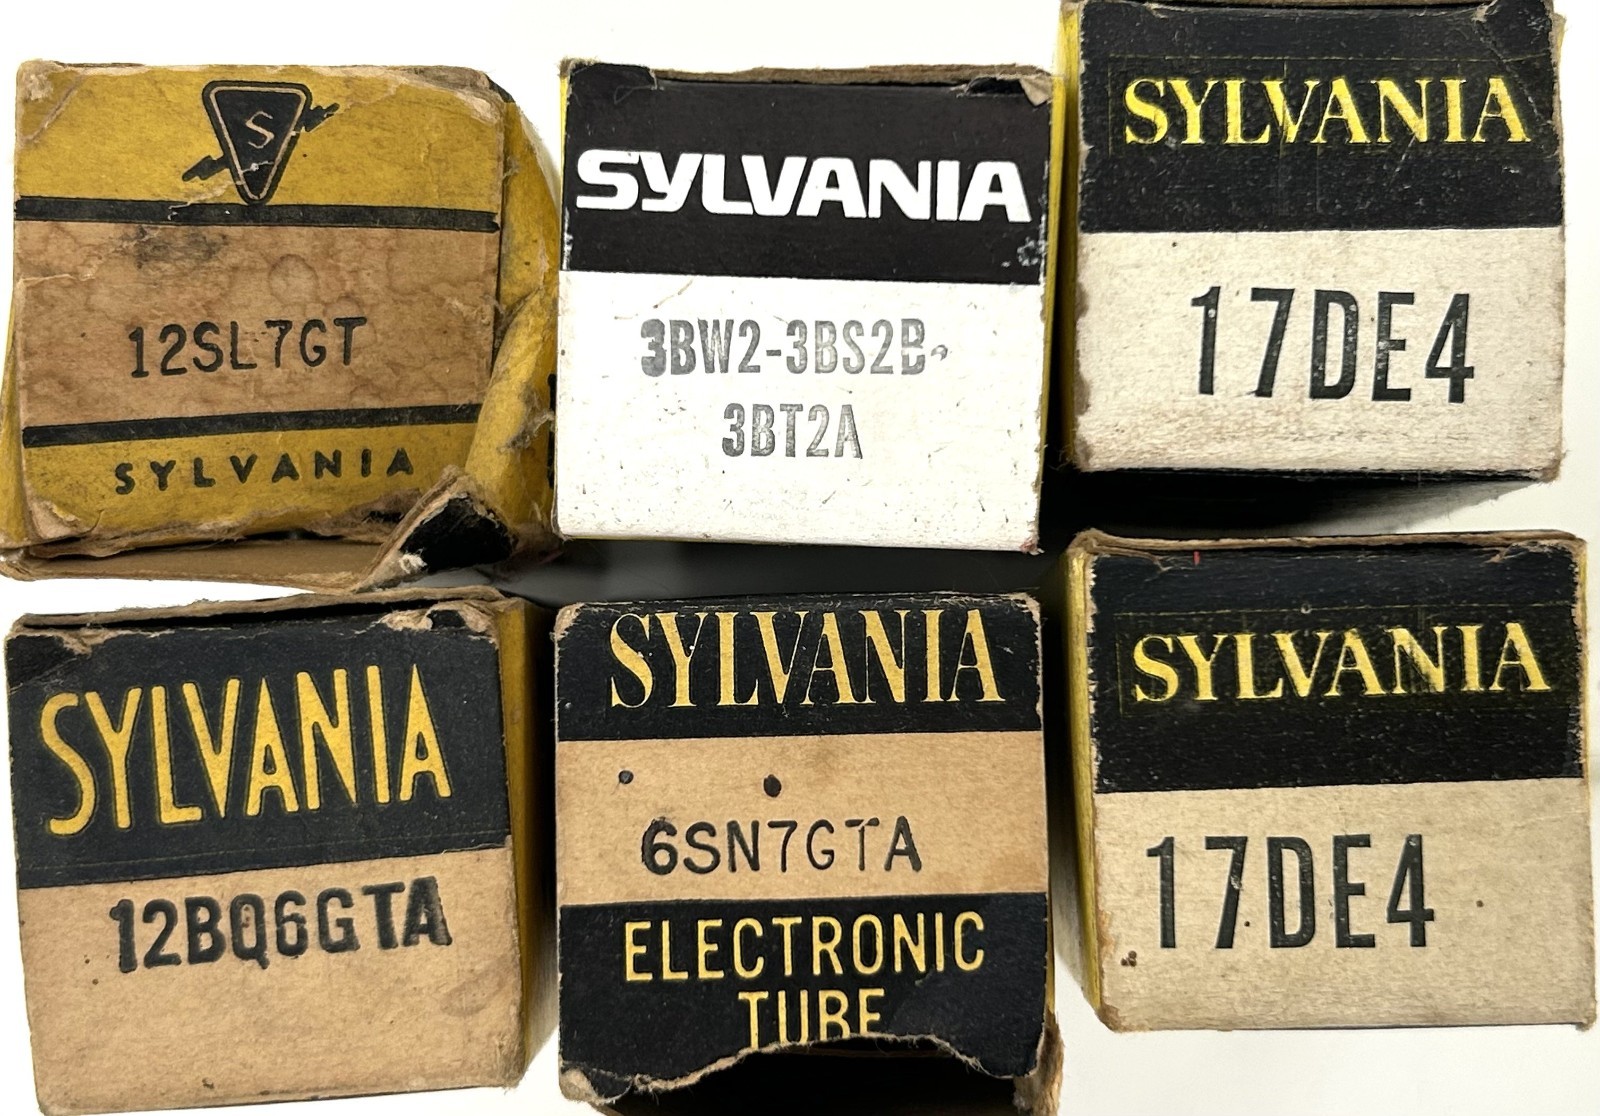 S
12SL7GT
SYLVANIA
SYLVANIA
3BW2-3BS2B-
3BT2A
SYLVANIA
17DE4
SYLVANIA
12BQ6GTA
SYLVANIA
6SN7GTA
ELECTRONIC
TUBE
SYLVANIA
17DE4